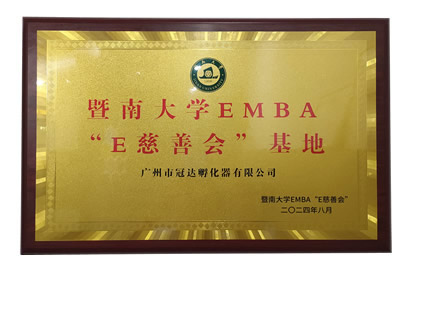 暨南大学EMBA
“E慈善会”基地
广州市冠达孵化器有限公司
暨南大学EMBA“E慈善会”
二〇二四年八月